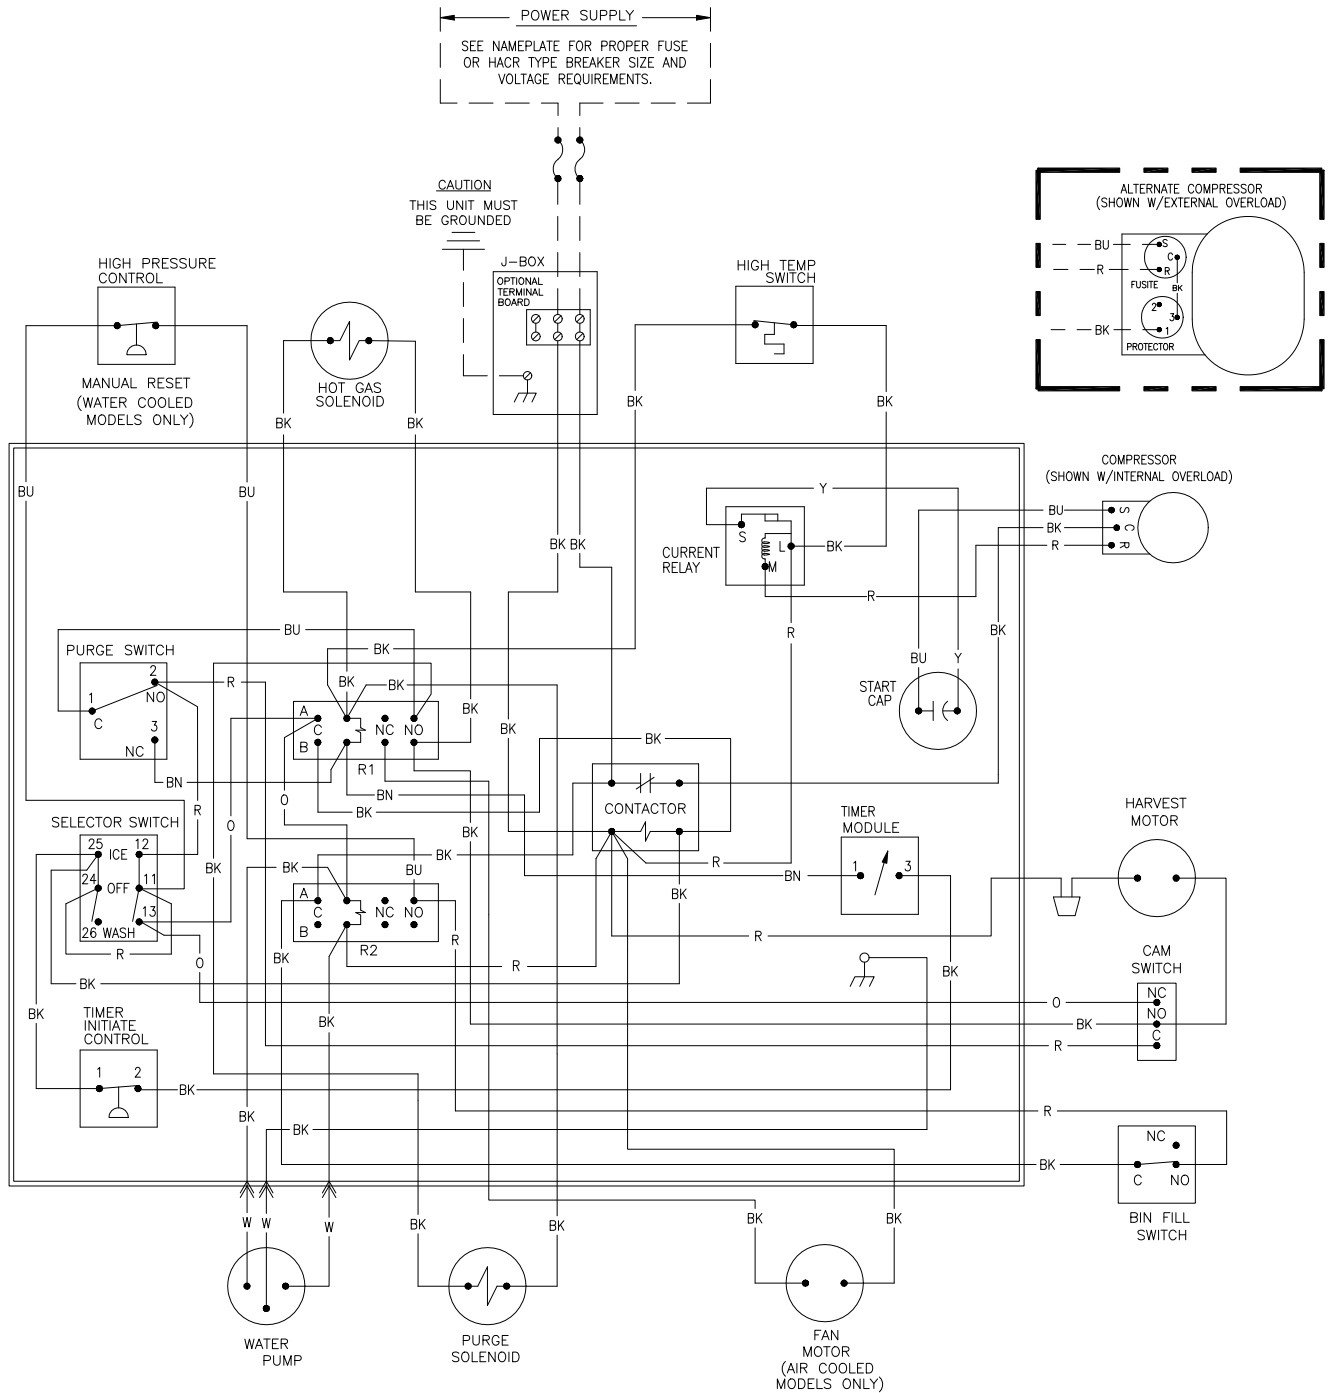 POWER SUPPLY
SEE NAMEPLATE FOR PROPER FUSE
OR HACR TYPE BREAKER SIZE AND
VOLTAGE REQUIREMENTS.
CAUTION
THIS UNIT MUST
BE GROUNDED
ALTERNATE COMPRESSOR
(SHOWN W/EXTERNAL OVERLOAD)
BU
S
C
R
R
FUSITE
BK
2
3
BK
1
PROTECTOR
HIGH PRESSURE
CONTROL
MANUAL RESET
(WATER COOLED
MODELS ONLY)
HOT GAS
SOLENOID
J-BOX
OPTIONAL
TERMINAL
BOARD
HIGH TEMP
SWITCH
BK
BK
BK
BK
COMPRESSOR
(SHOWN W/INTERNAL OVERLOAD)
BU
S
BK
C
R
R
BU
BU
Y
BK BK
CURRENT
RELAY
S
L
M
BK
R
R
BK
BU
Y
START
CAP
BU
BK
PURGE SWITCH
1
C
2
NO
3
NC
R
BK
BK
BK
BK
BK
A
C
NC
NO
B
R1
BN
BN
BK
O
R
O
BK
BK
BK
CONTACTOR
R
BK
TIMER
MODULE
1
3
BN
HARVEST
MOTOR
SELECTOR SWITCH
25
ICE
12
24
OFF
11
13
26 WASH
R
BK
O
BK
BU
A
C
NC
NO
B
R2
R
BK
R
R
BK
BK
CAM
SWITCH
NC
NO
C
O
BK
R
BK
TIMER
INITIATE
CONTROL
1
2
BK
BK
BK
R
BK
NC
C
NO
BIN FILL
SWITCH
W
W
W
BK
BK
BK
BK
WATER
PUMP
PURGE
SOLENOID
FAN
MOTOR
(AIR COOLED
MODELS ONLY)